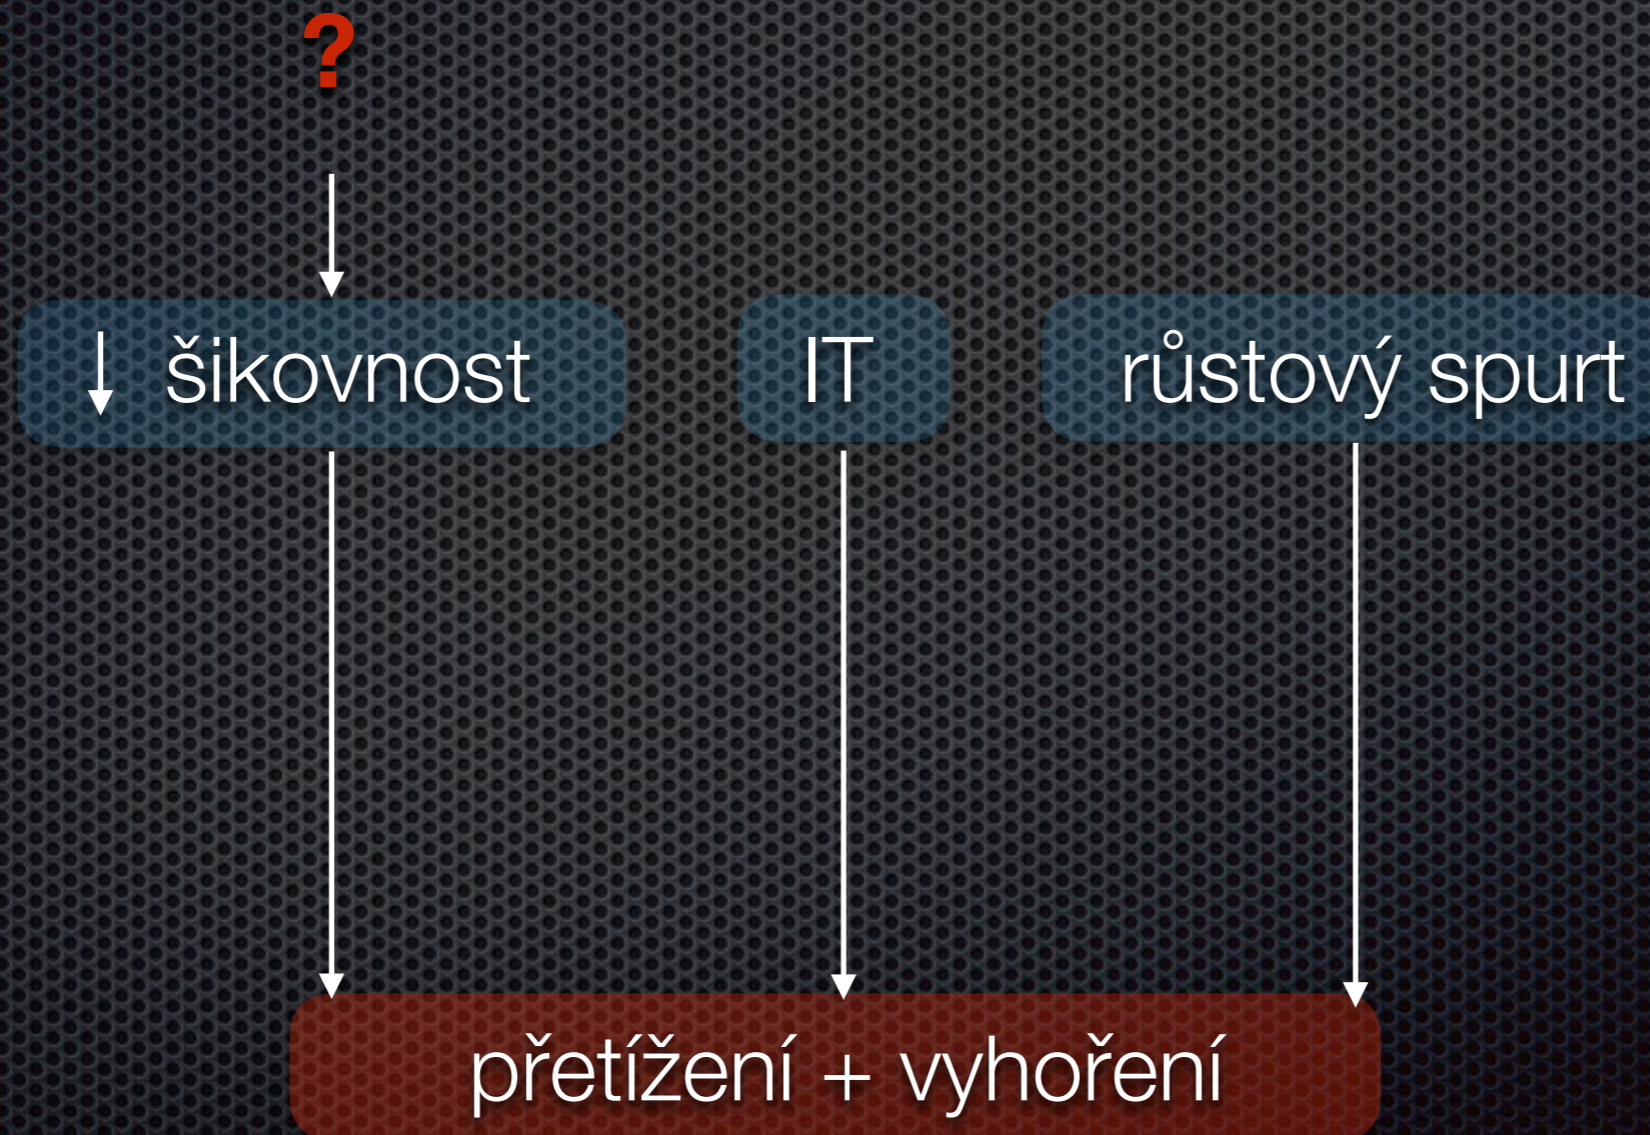 ?
↓ šikovnost
IT
růstový spurt
přetížení + vyhoření